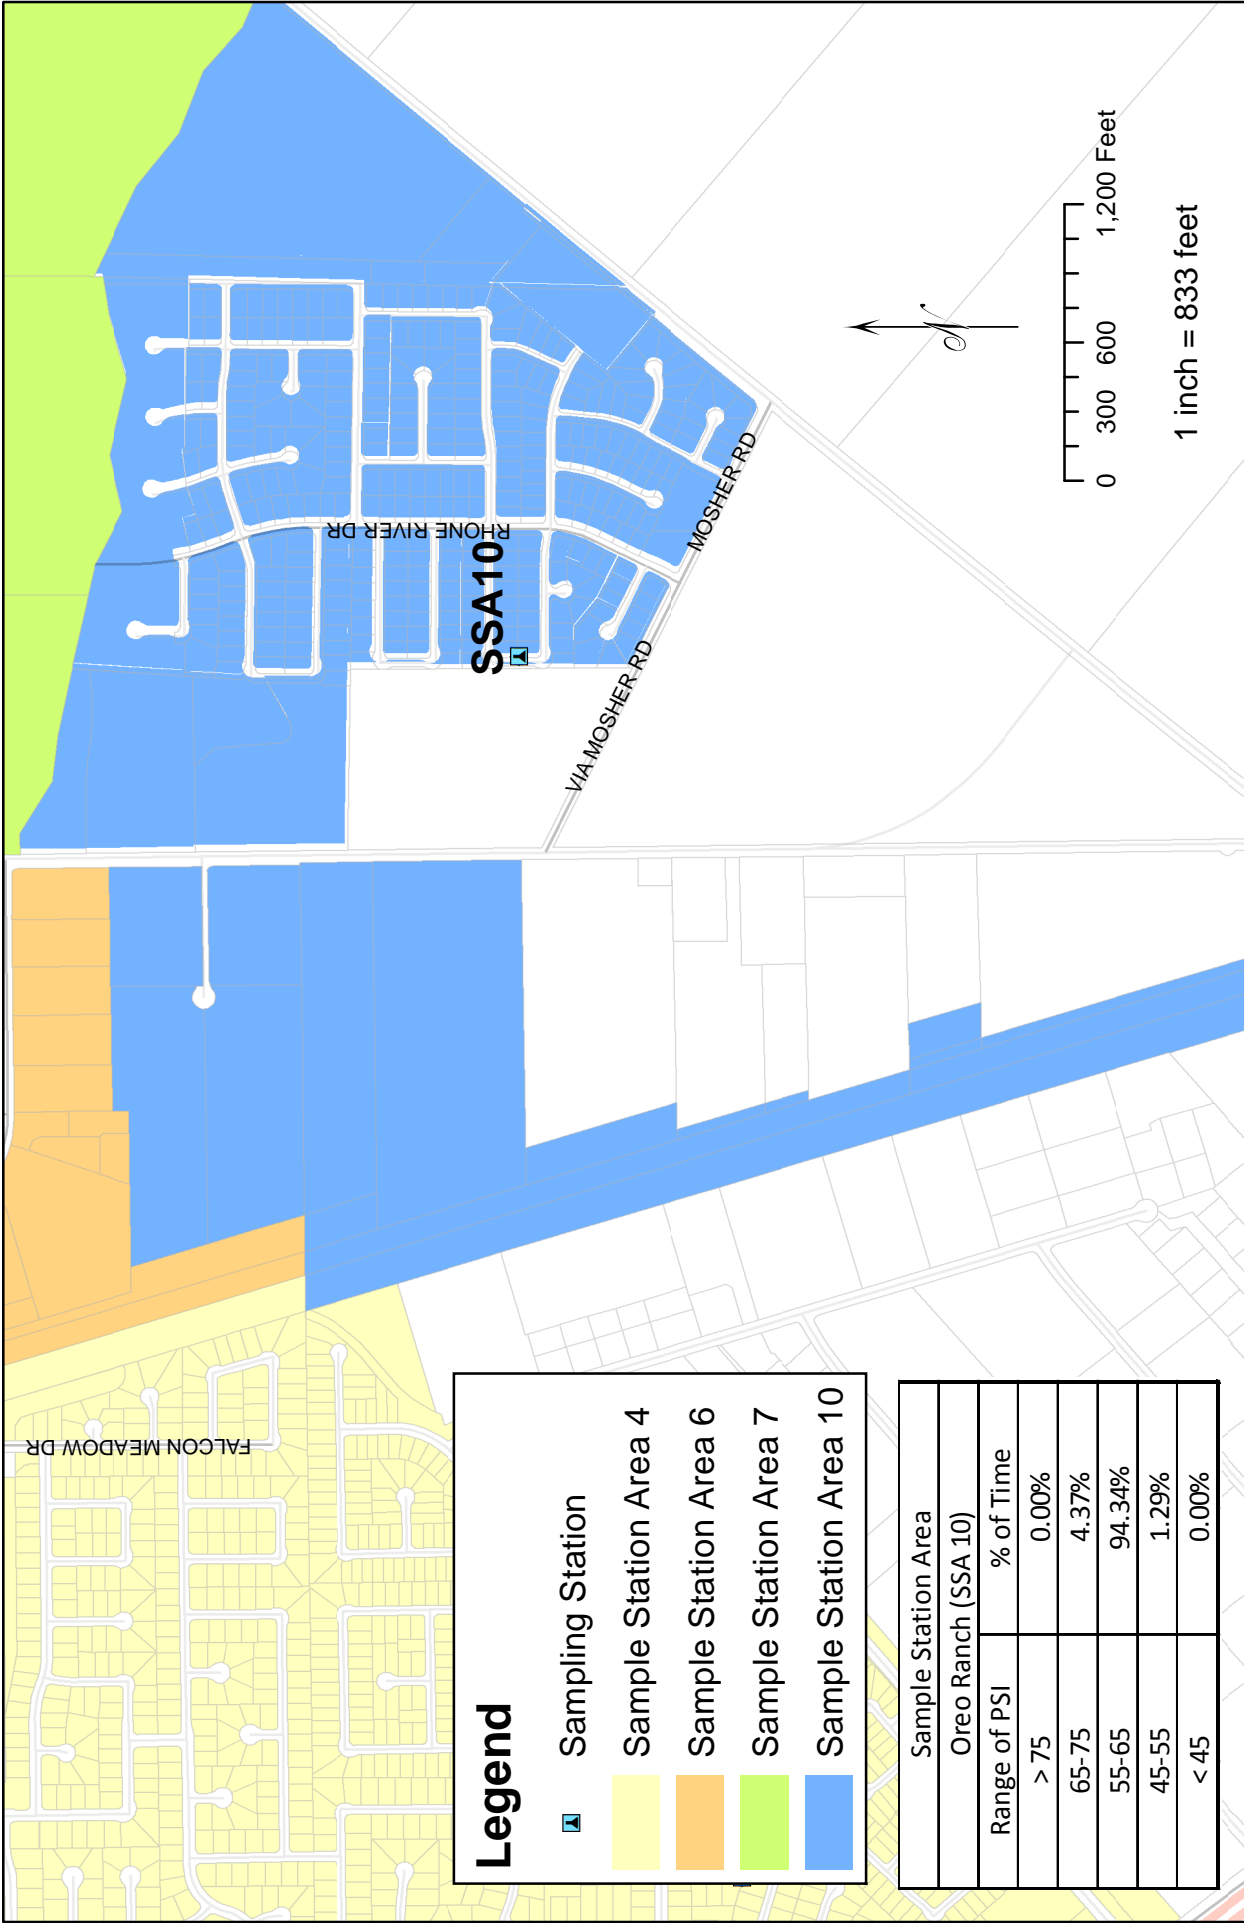 FALCON MEADOW DR
RHONE RIVER DR
SSA10
VIA MOSHER RD
MOSHER RD
N
0 300 600 1,200 Feet
1 inch = 833 feet
Legend
Sampling Station
Sample Station Area 4
Sample Station Area 6
Sample Station Area 7
Sample Station Area 10
Sample Station Area
Oreo Ranch (SSA 10)
Range of PSI % of Time
> 75 0.00%
65-75 4.37%
55-65 94.34%
45-55 1.29%
< 45 0.00%